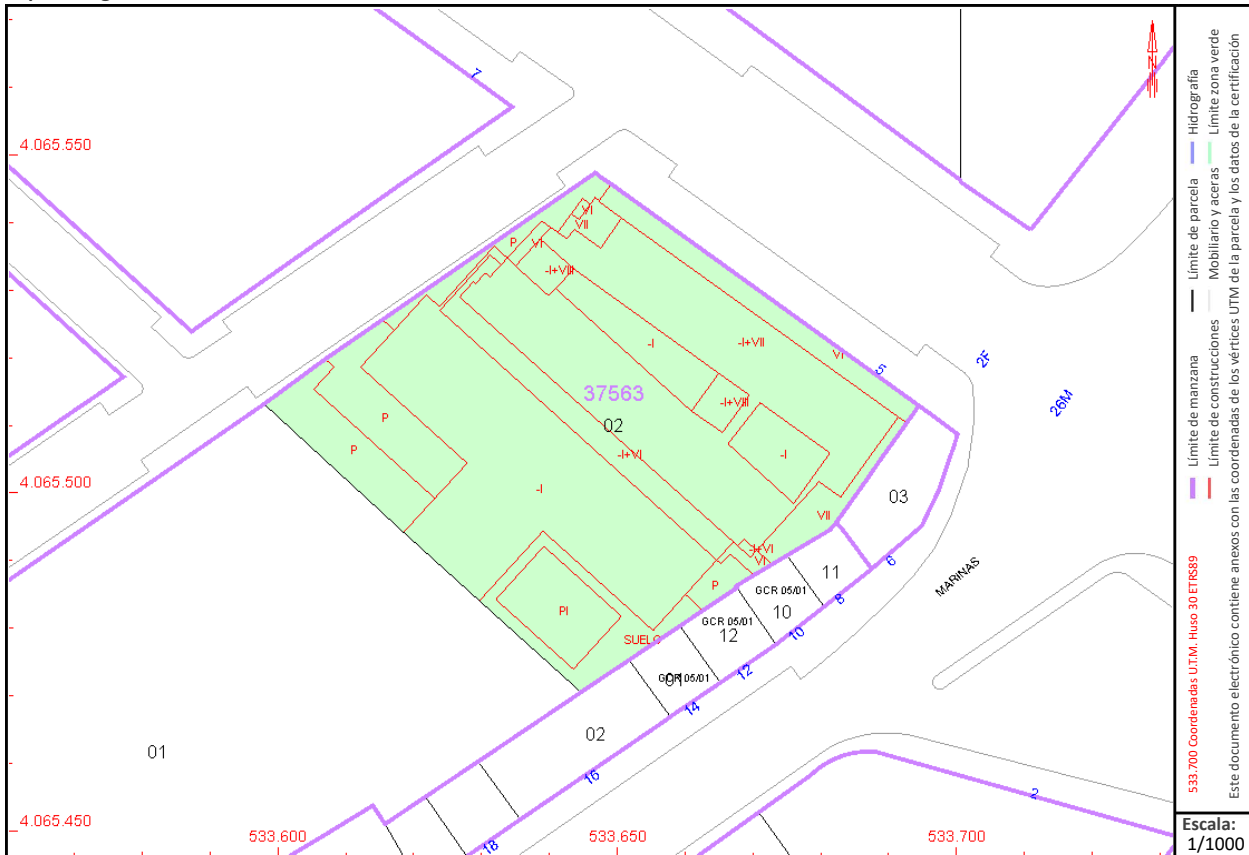 7
4.065.550
VI
VII
P
VI
-I+VIII
-I
-I+VII
VI
5
2F
26M
37563
02
-I+VIII
P
P
-I+VI
-I
4.065.500
-I
03
VII
-I+VI
VI
6
MARINAS
11
P
GCR 05/01
10
8
PI
GCR 05/01
12
10
SUELO
GCR 05/01
01
12
14
01
02
16
2
4.065.450
533.600
533.650
533.700
18
N
Límite de manzana
Límite de parcela
Hidrografía
Límite de construcciones
Mobiliario y aceras
Límite zona verde
533.700 Coordenadas U.T.M. Huso 30 ETRS89
Este documento electrónico contiene anexos con las coordenadas de los vértices UTM de la parcela y los datos de la certificación
Escala:
1/1000